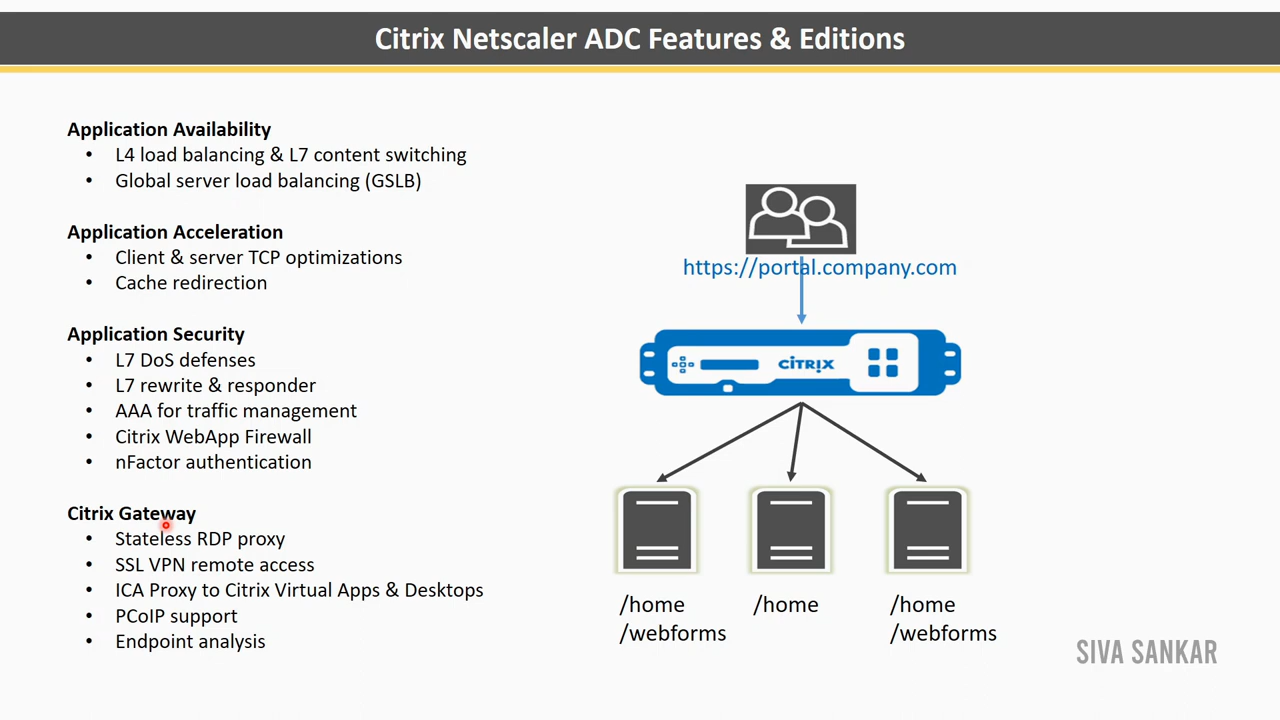 Citrix Netscaler ADC Features & Editions
Application Availability
• L4 load balancing & L7 content switching
• Global server load balancing (GSLB)
Application Acceleration
• Client & server TCP optimizations
• Cache redirection
Application Security
• L7 DoS defenses
• L7 rewrite & responder
• AAA for traffic management
• Citrix WebApp Firewall
• nFactor authentication
Citrix Gateway
• Stateless RDP proxy
• SSL VPN remote access
• ICA Proxy to Citrix Virtual Apps & Desktops
• PCoIP support
• Endpoint analysis
https://portal.company.com
CITRIX
/home
/webforms
/home
/home
/webforms
SIVA SANKAR